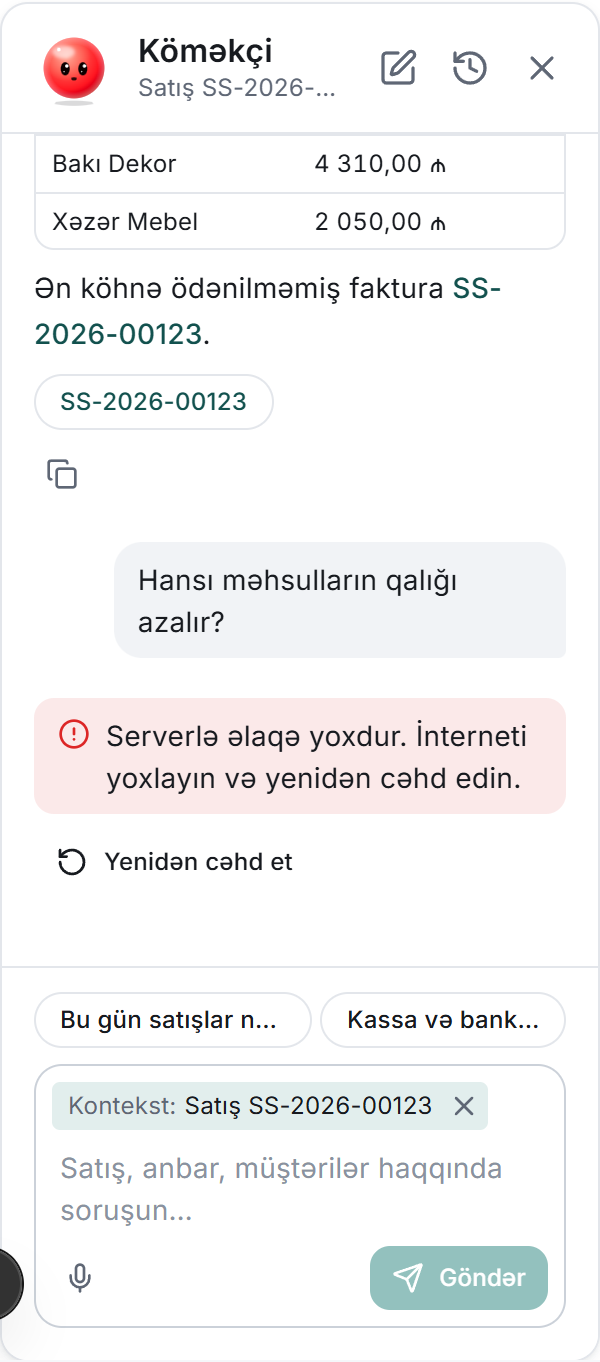 Köməkçi
Satış SS-2026-...
Bakı Dekor 4 310,00 ₼
Xəzər Mebel 2 050,00 ₼
Ən köhnə ödənilməmiş faktura SS-
2026-00123.
SS-2026-00123
Hansı məhsulların qalığı
azalır?
Serverlə əlaqə yoxdur. İnterneti
yoxlayın və yenidən cəhd edin.
Yenidən cəhd et
Bu gün satışlar n...
Kassa və bank...
Kontekst: Satış SS-2026-00123
Satış, anbar, müştərilər haqqında
soruşun...
Göndər